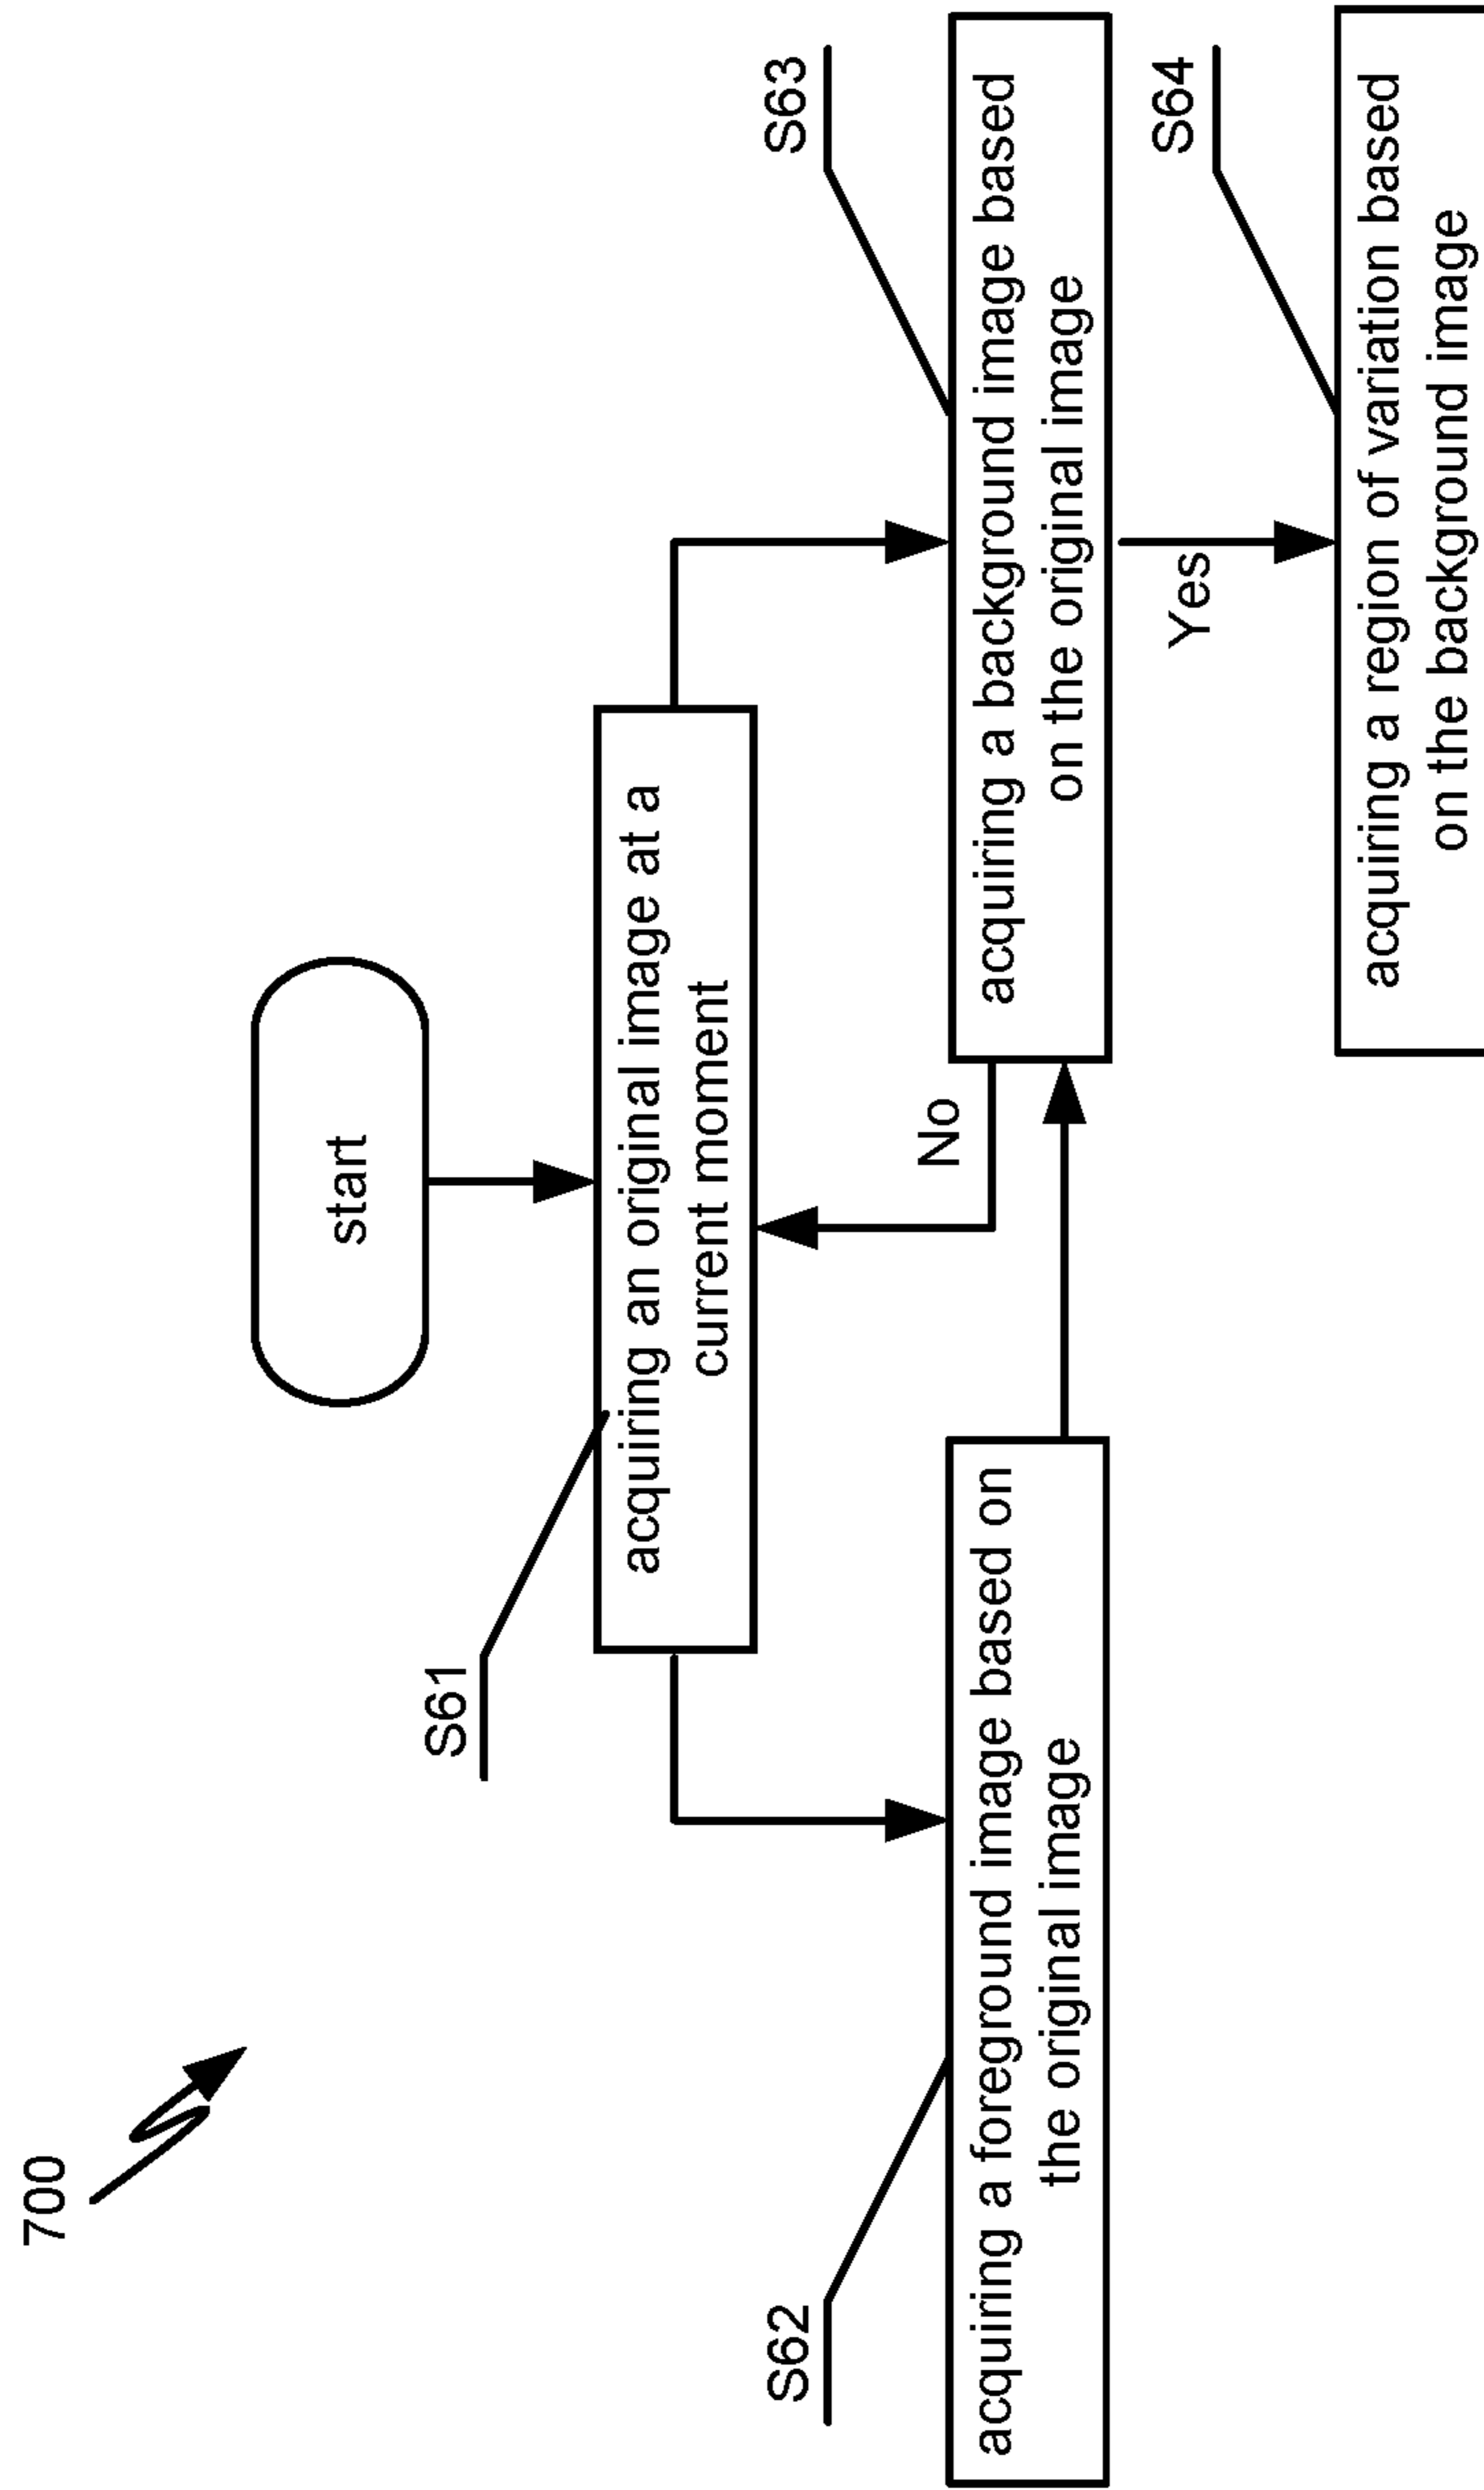 700
start
S61
acquiring an original image at a
current moment
S62
acquiring a foreground image based on
the original image
No
S63
acquiring a background image based
on the original image
Yes
S64
acquiring a region of variation based
on the background image